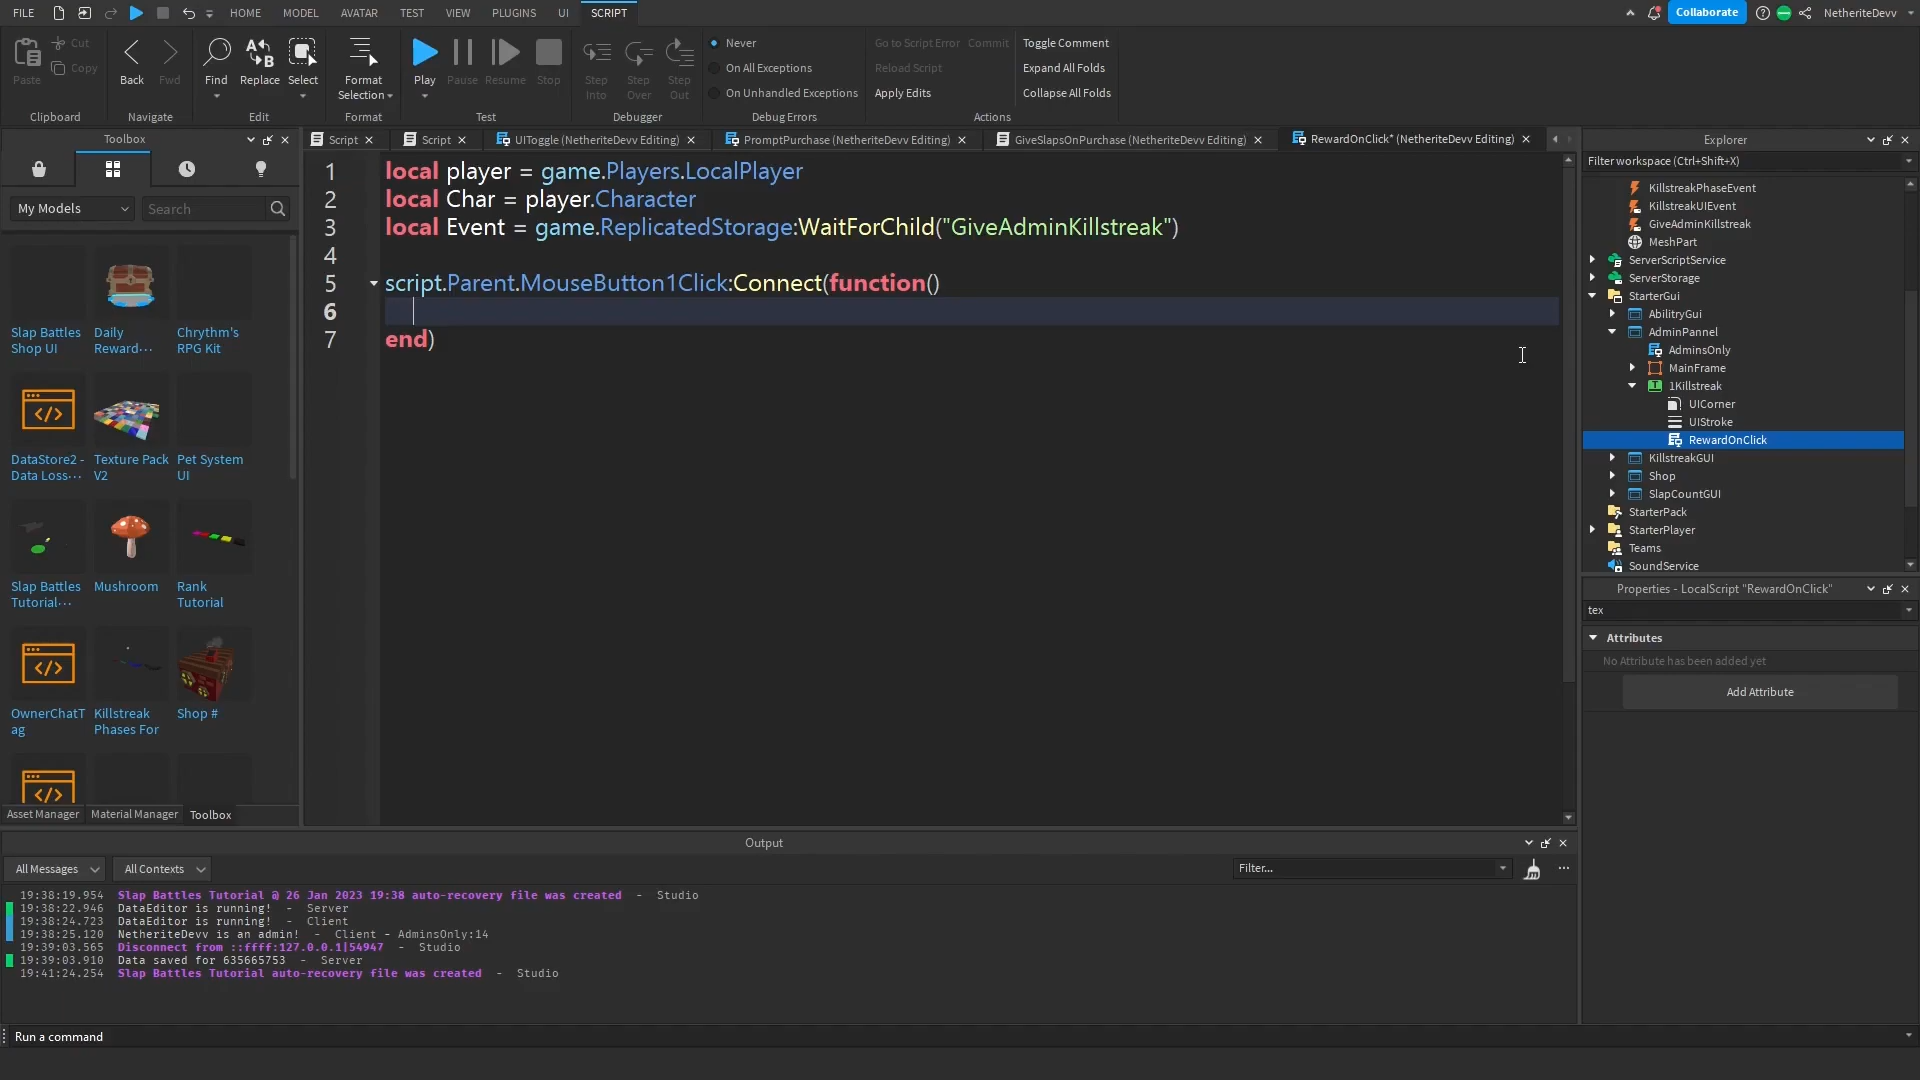 FILE HOME MODEL AVATAR TEST VIEW PLUGINS UI SCRIPT Collaborate NetheriteDevv
Paste Cut Copy
Clipboard
Back Fwd
Navigate
Find Replace Select
Edit
Format
Selection
Format
Play Pause Resume Stop
Test
Step
Into
Step
Over
Step
Out
Debugger
Never
On All Exceptions
On Unhandled Exceptions
Debug Errors
Go to Script Error Commit
Reload Script
Apply Edits
Toggle Comment
Expand All Folds
Collapse All Folds
Actions
Toolbox
My Models Search
Slap Battles
Shop UI
Daily
Reward...
Chrythm's
RPG Kit
DataStore2 -
Data Loss...
Texture Pack
V2
Pet System
UI
Slap Battles
Tutorial...
Mushroom
Rank
Tutorial
OwnerChatT
ag
Killstreak
Phases For
Shop #
Asset Manager Material Manager Toolbox
Script Script UIToggle (NetheriteDevv Editing) PromptPurchase (NetheriteDevv Editing) GiveSlapsOnPurchase (NetheriteDevv Editing) RewardOnClick* (NetheriteDevv Editing)
1 local player = game.Players.LocalPlayer
2 local Char = player.Character
3 local Event = game.ReplicatedStorage:WaitForChild("GiveAdminKillstreak")
4
5 script.Parent.MouseButton1Click:Connect(function()
6
7 end)
Explorer
Filter workspace (Ctrl+Shift+X)
KillstreakPhaseEvent
KillstreakUIEvent
GiveAdminKillstreak
MeshPart
ServerScriptService
ServerStorage
StarterGui
AbilitryGui
AdminPannel
AdminsOnly
MainFrame
1Killstreak
UICorner
UIStroke
RewardOnClick
KillstreakGUI
Shop
SlapCountGUI
StarterPack
StarterPlayer
Teams
SoundService
Properties - LocalScript "RewardOnClick"
tex
Attributes
No Attribute has been added yet
Add Attribute
Output
All Messages All Contexts Filter...
19:38:19.954 Slap Battles Tutorial @ 26 Jan 2023 19:38 auto-recovery file was created - Studio
19:38:22.946 DataEditor is running! - Server
19:38:24.723 DataEditor is running! - Client
19:38:25.120 NetheriteDevv is an admin! - Client - AdminsOnly:14
19:39:03.565 Disconnect from ::ffff:127.0.0.1|54947 - Studio
19:39:03.910 Data saved for 635665753 - Server
19:41:24.254 Slap Battles Tutorial auto-recovery file was created - Studio
Run a command